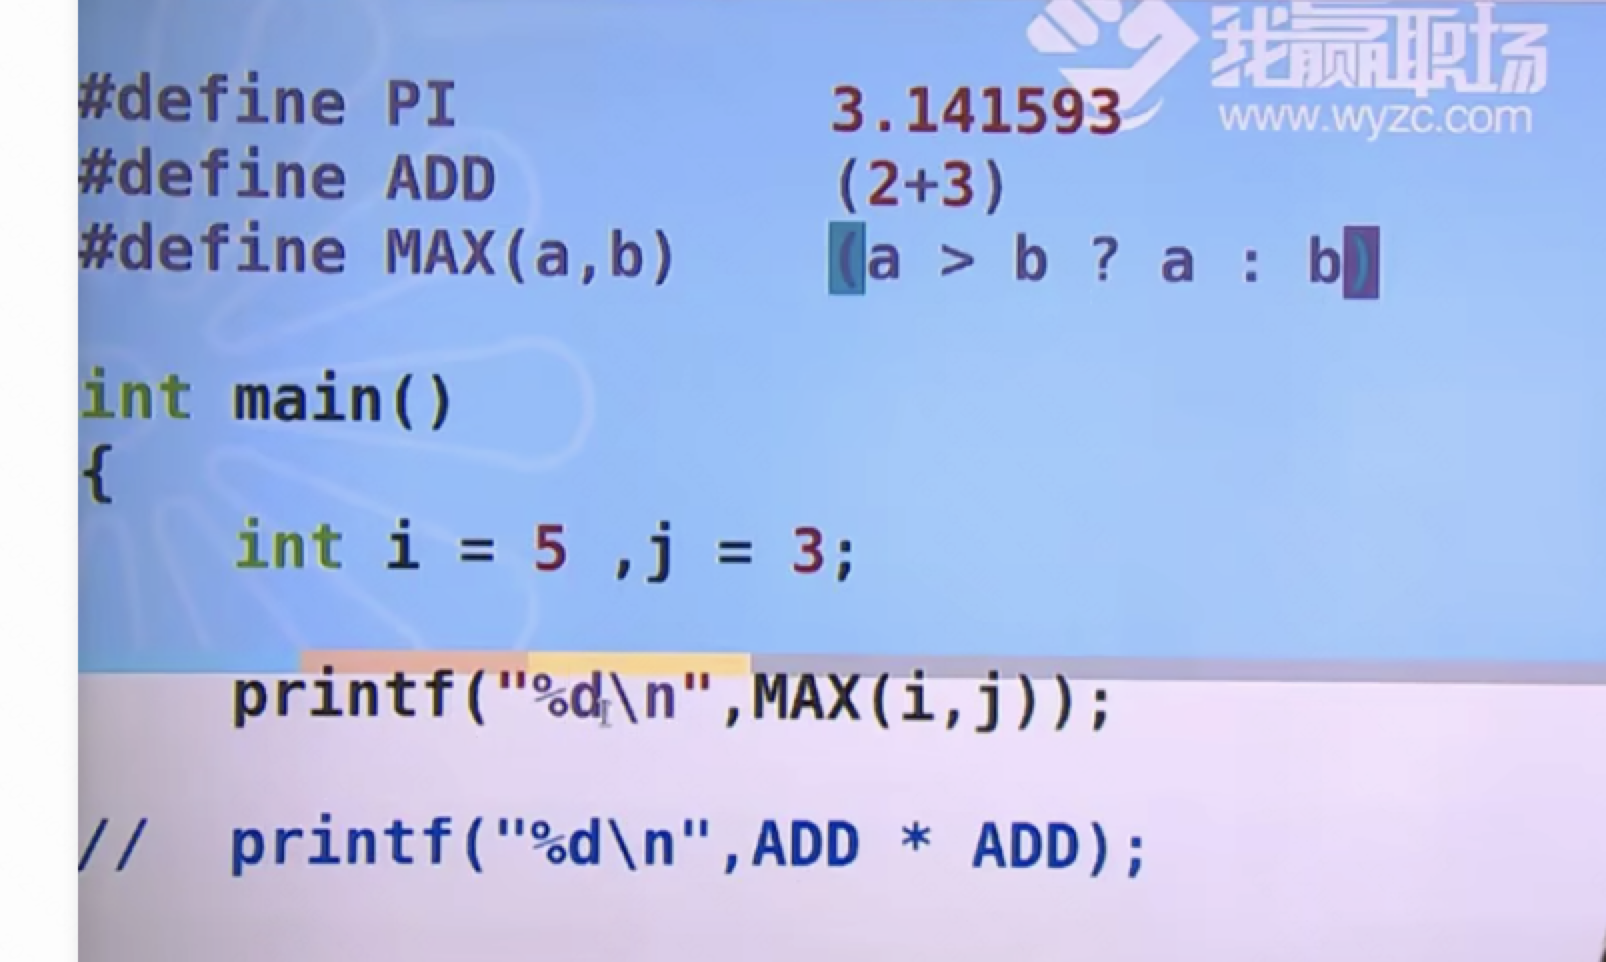 我赢职场
www.wyzc.com
#define PI 3.141593
#define ADD (2+3)
#define MAX(a,b) (a > b ? a : b)
int main()
{
int i = 5 ,j = 3;
printf("%d\n",MAX(i,j));
// printf("%d\n",ADD * ADD);